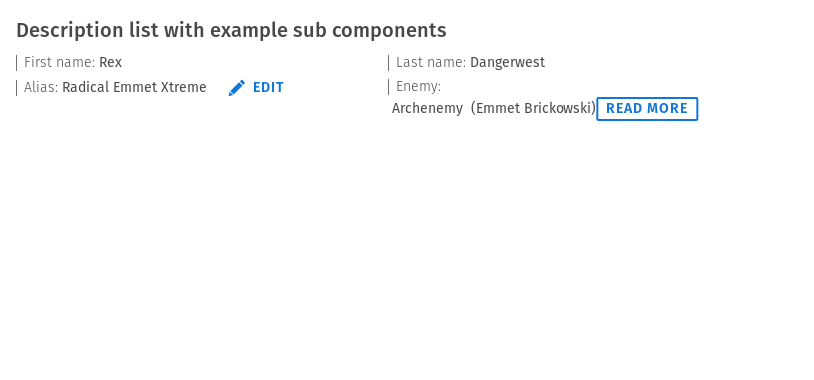 Description list with example sub components
First name: Rex
Last name: Dangerwest
Alias: Radical Emmet Xtreme EDIT
Enemy:
Archenemy (Emmet Brickowski) READ MORE